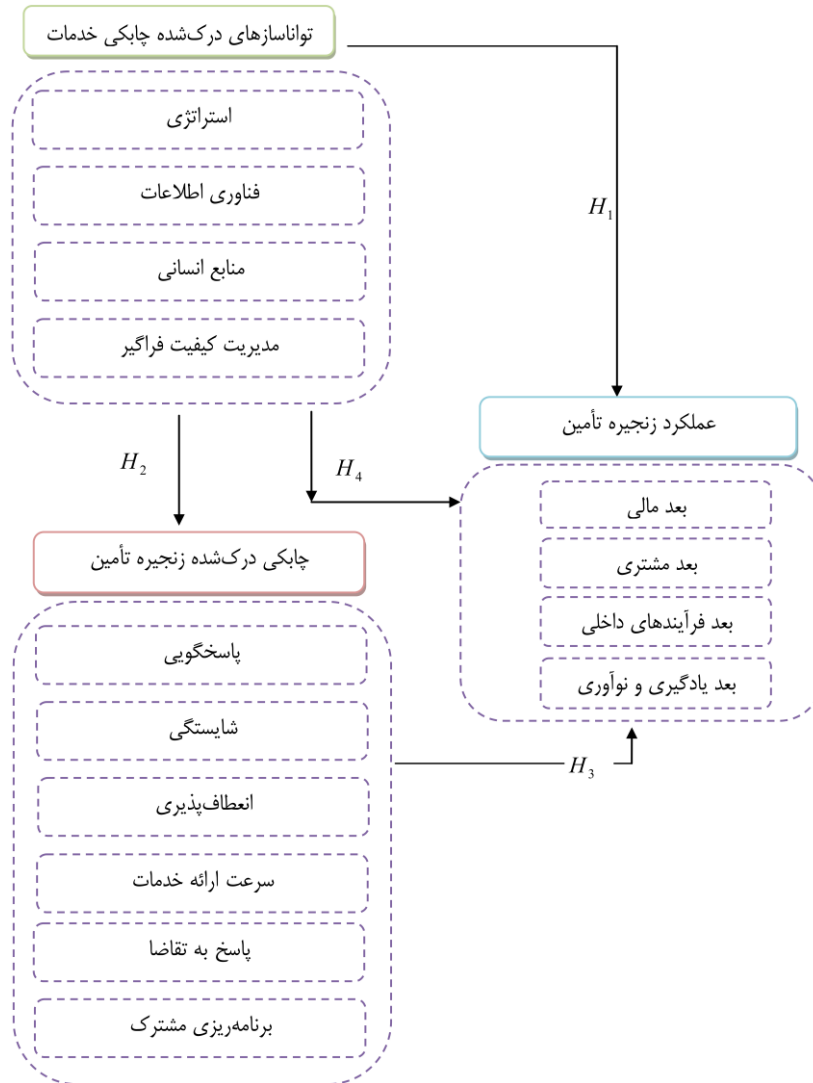 تواناسازهای درک‌شده چابکی خدمات
استراتژی
فناوری اطلاعات
منابع انسانی
مدیریت کیفیت فراگیر
H₁
H₂
H₄
عملکرد زنجیره تأمین
بعد مالی
بعد مشتری
بعد فرآیندهای داخلی
بعد یادگیری و نوآوری
چابکی درک‌شده زنجیره تأمین
پاسخگویی
شایستگی
انعطاف‌پذیری
سرعت ارائه خدمات
پاسخ به تقاضا
برنامه‌ریزی مشترک
H₃